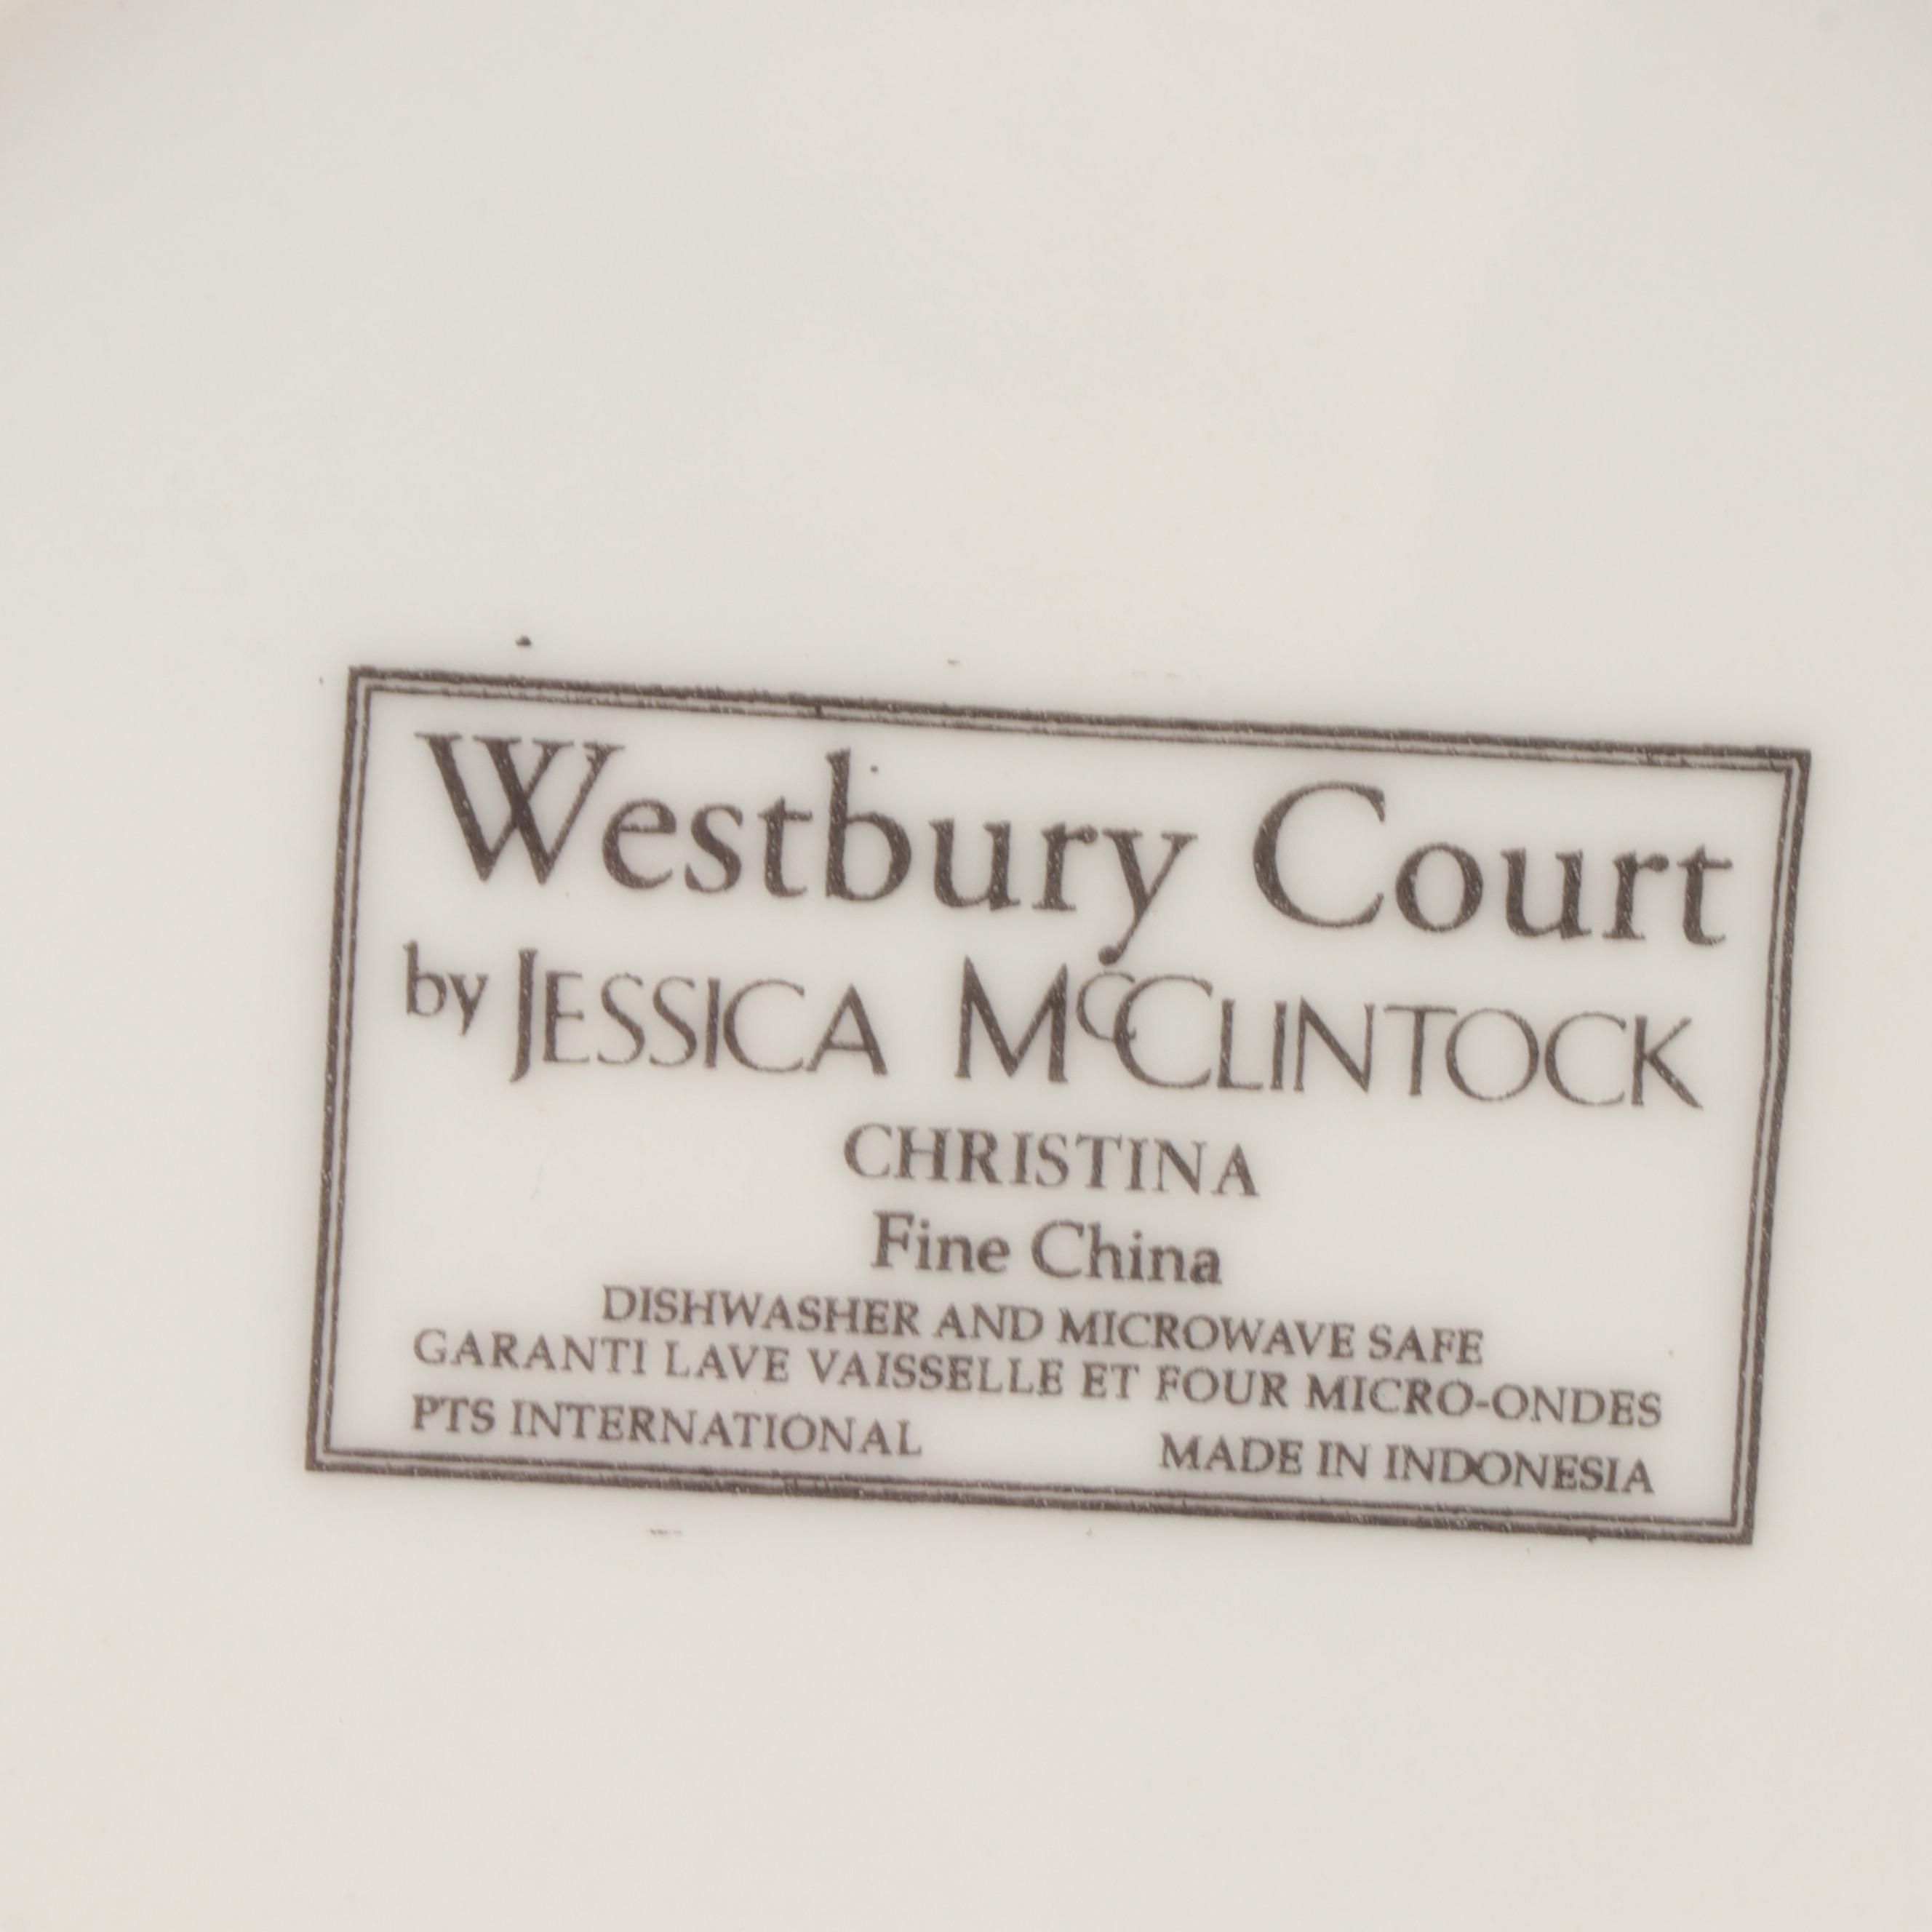 Westbury Court
by JESSICA McCLINTOCK
CHRISTINA
Fine China
DISHWASHER AND MICROWAVE SAFE
GARANTI LAVE VAISSELLE ET FOUR MICRO-ONDES
PTS INTERNATIONAL MADE IN INDONESIA